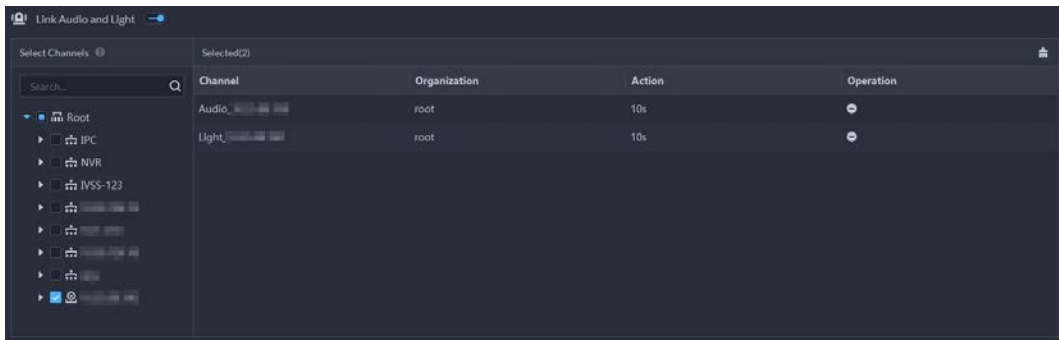 Link Audio and Light
Select Channels
Selected(2)
Search...
Channel Organization Action Operation
Audio_ root 10s
Light_ root 10s
Root
IPC
NVR
IVSS-123